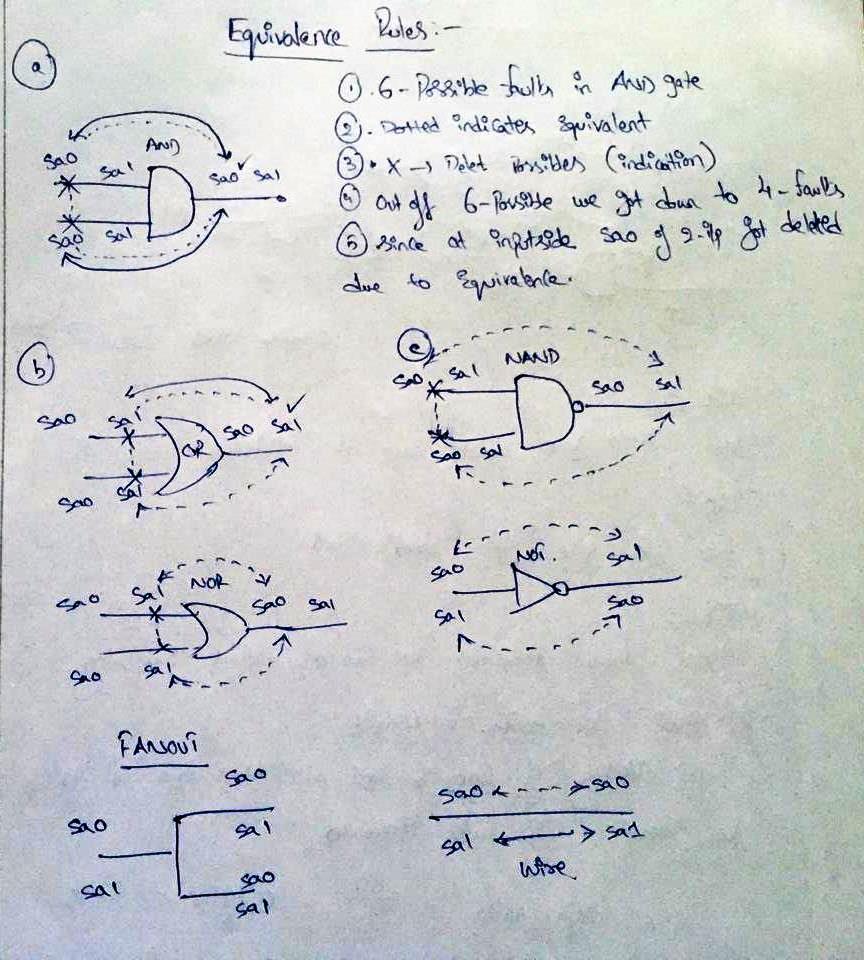 Equivalence Rules:-
a
① 6-Possible faults in AND gate
②. Dotted indicates Equivalent
③ • X → Delet Possibles (indication)
④ Out off 6-Possible we got down to 4-faults
⑤ Since at inputside Sa0 of 2-i/p got deleted
due to Equivalence.
AND
Sa0 Sa1 Sa0 ✓ Sa1
Sa0 Sa1
b
Sa0 Sa1 OR Sa0 Sa1 ✓
Sa0 Sa1
c
NAND
Sa0 Sa1 Sa0 Sa1
Sa0 Sa1
NOR
Sa0 Sa1 Sa0 Sa1
Sa0 Sa1
NOT.
Sa0 Sa1
Sa1 Sa0
FANOUT
Sa0
Sa0 Sa1
Sa1 Sa0
Sa1
Sa0 <---> Sa0
Sa1 <—> Sa1
Wire